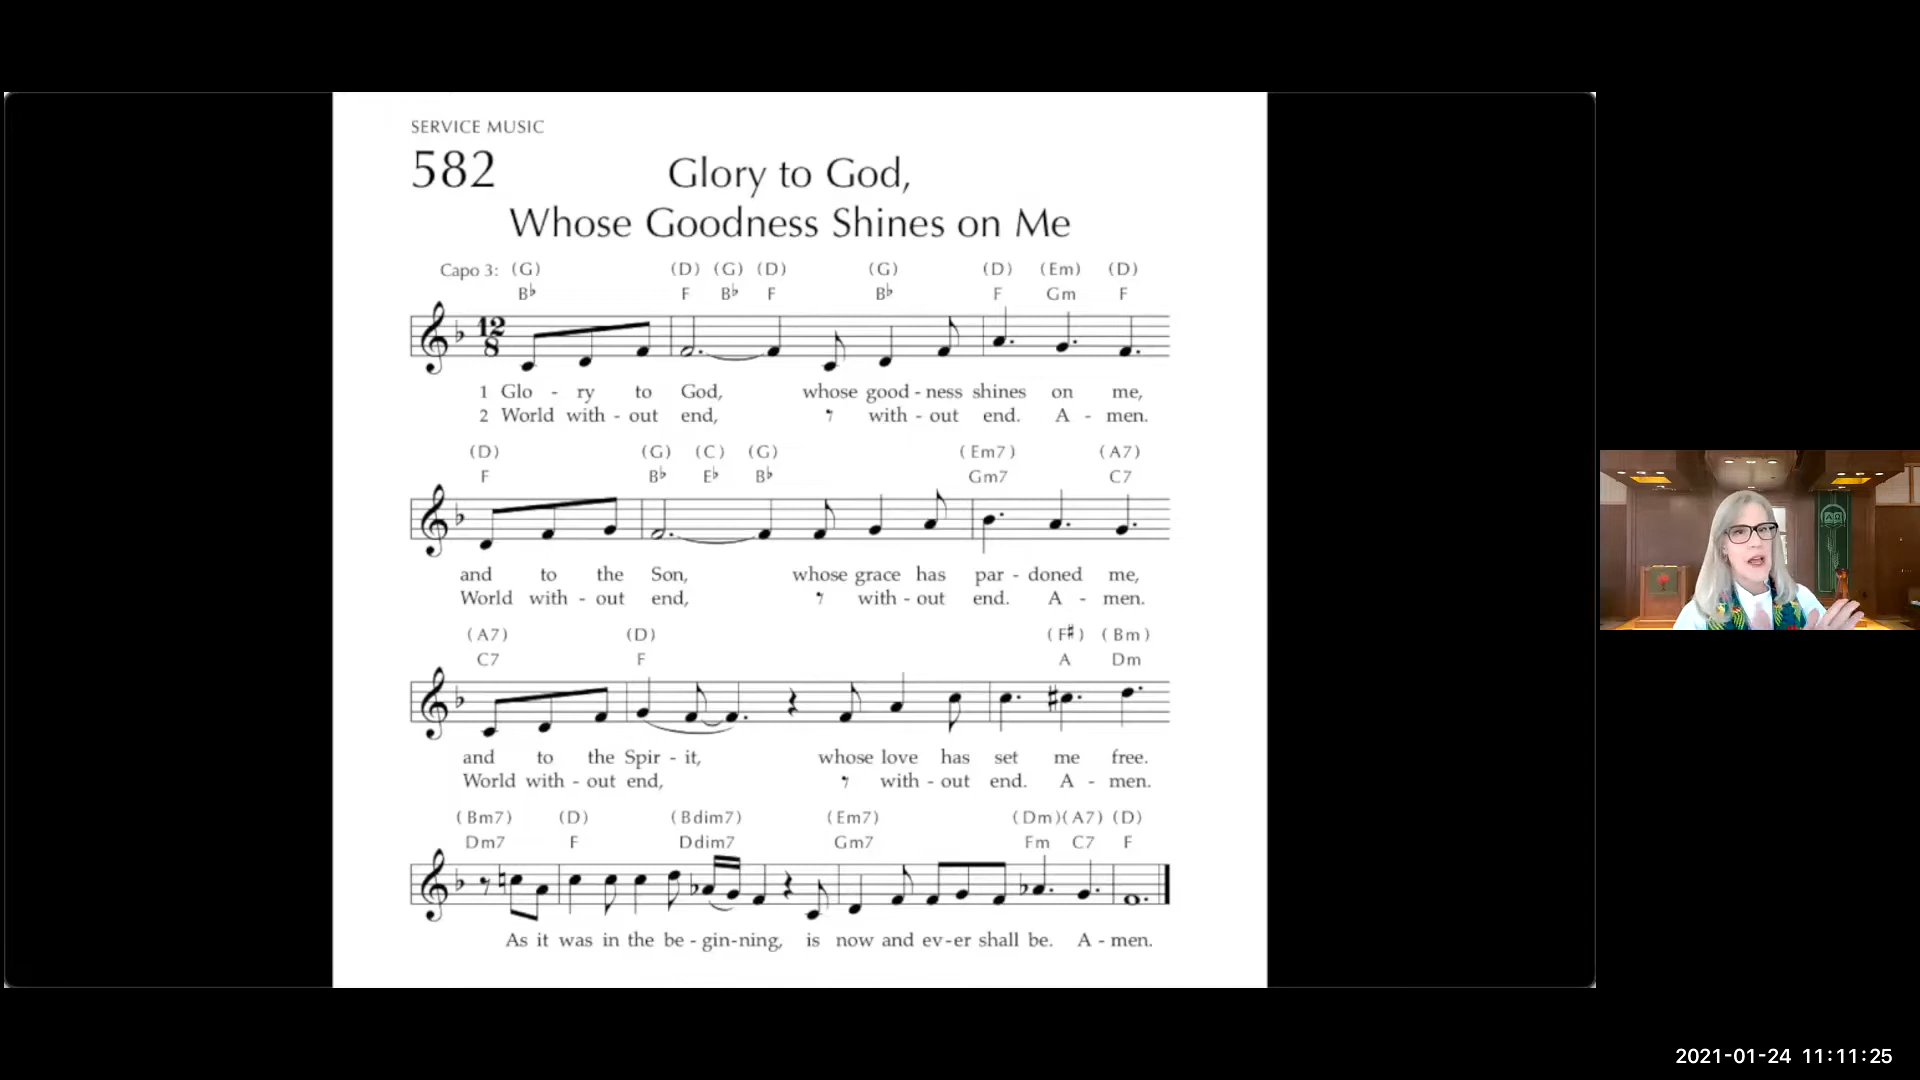 SERVICE MUSIC
582
Glory to God,
Whose Goodness Shines on Me
Capo 3: (G) (D) (G) (D) (G) (D) (Em) (D)
B♭ F B♭ F B♭ F Gm F
12
8
1 Glo - ry to God, whose good - ness shines on me,
2 World with - out end, with - out end. A - men.
(D) (G) (C) (G) (Em7) (A7)
F B♭ E♭ B♭ Gm7 C7
and to the Son, whose grace has par - doned me,
World with - out end, with - out end. A - men.
(A7) (D) (F#) (Bm)
C7 F A Dm
and to the Spir - it, whose love has set me free.
World with - out end, with - out end. A - men.
(Bm7) (D) (Bdim7) (Em7) (Dm) (A7) (D)
Dm7 F Ddim7 Gm7 Fm C7 F
As it was in the be - gin - ning, is now and ev - er shall be. A - men.
2021-01-24 11:11:25